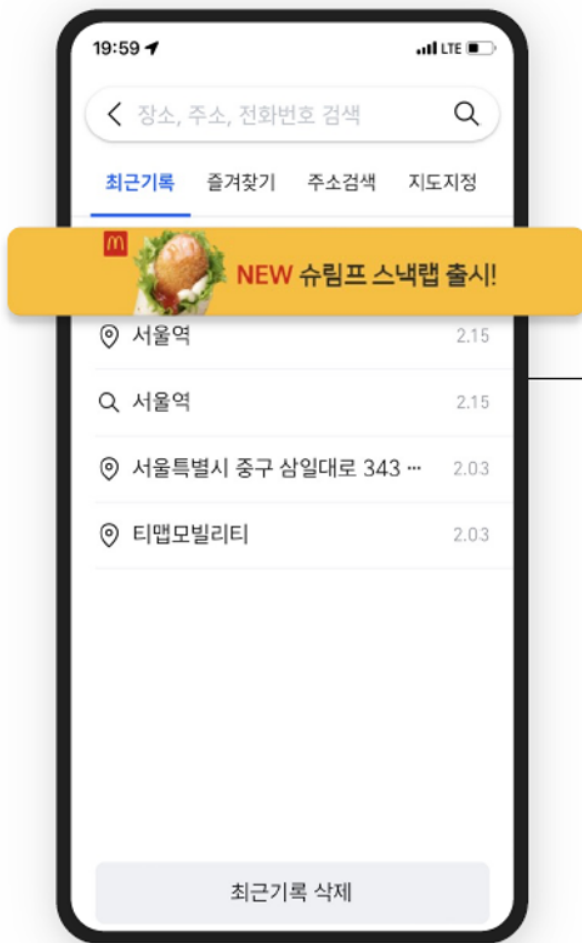 19:59
LTE
장소, 주소, 전화번호 검색
최근기록 즐겨찾기 주소검색 지도지정
NEW 슈림프 스낵랩 출시!
서울역 2.15
서울역 2.15
서울특별시 중구 삼일대로 343 ··· 2.03
티맵모빌리티 2.03
최근기록 삭제